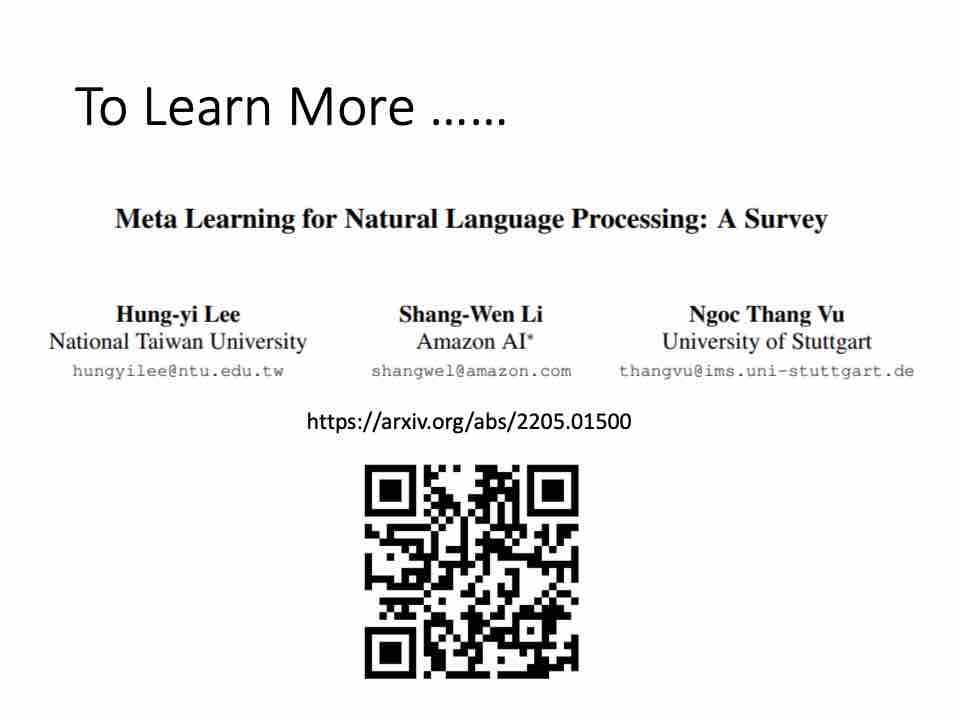 To Learn More ……
Meta Learning for Natural Language Processing: A Survey
Hung-yi Lee
National Taiwan University
hungyilee@ntu.edu.tw
Shang-Wen Li
Amazon AI*
shangwel@amazon.com
Ngoc Thang Vu
University of Stuttgart
thangvu@ims.uni-stuttgart.de
https://arxiv.org/abs/2205.01500